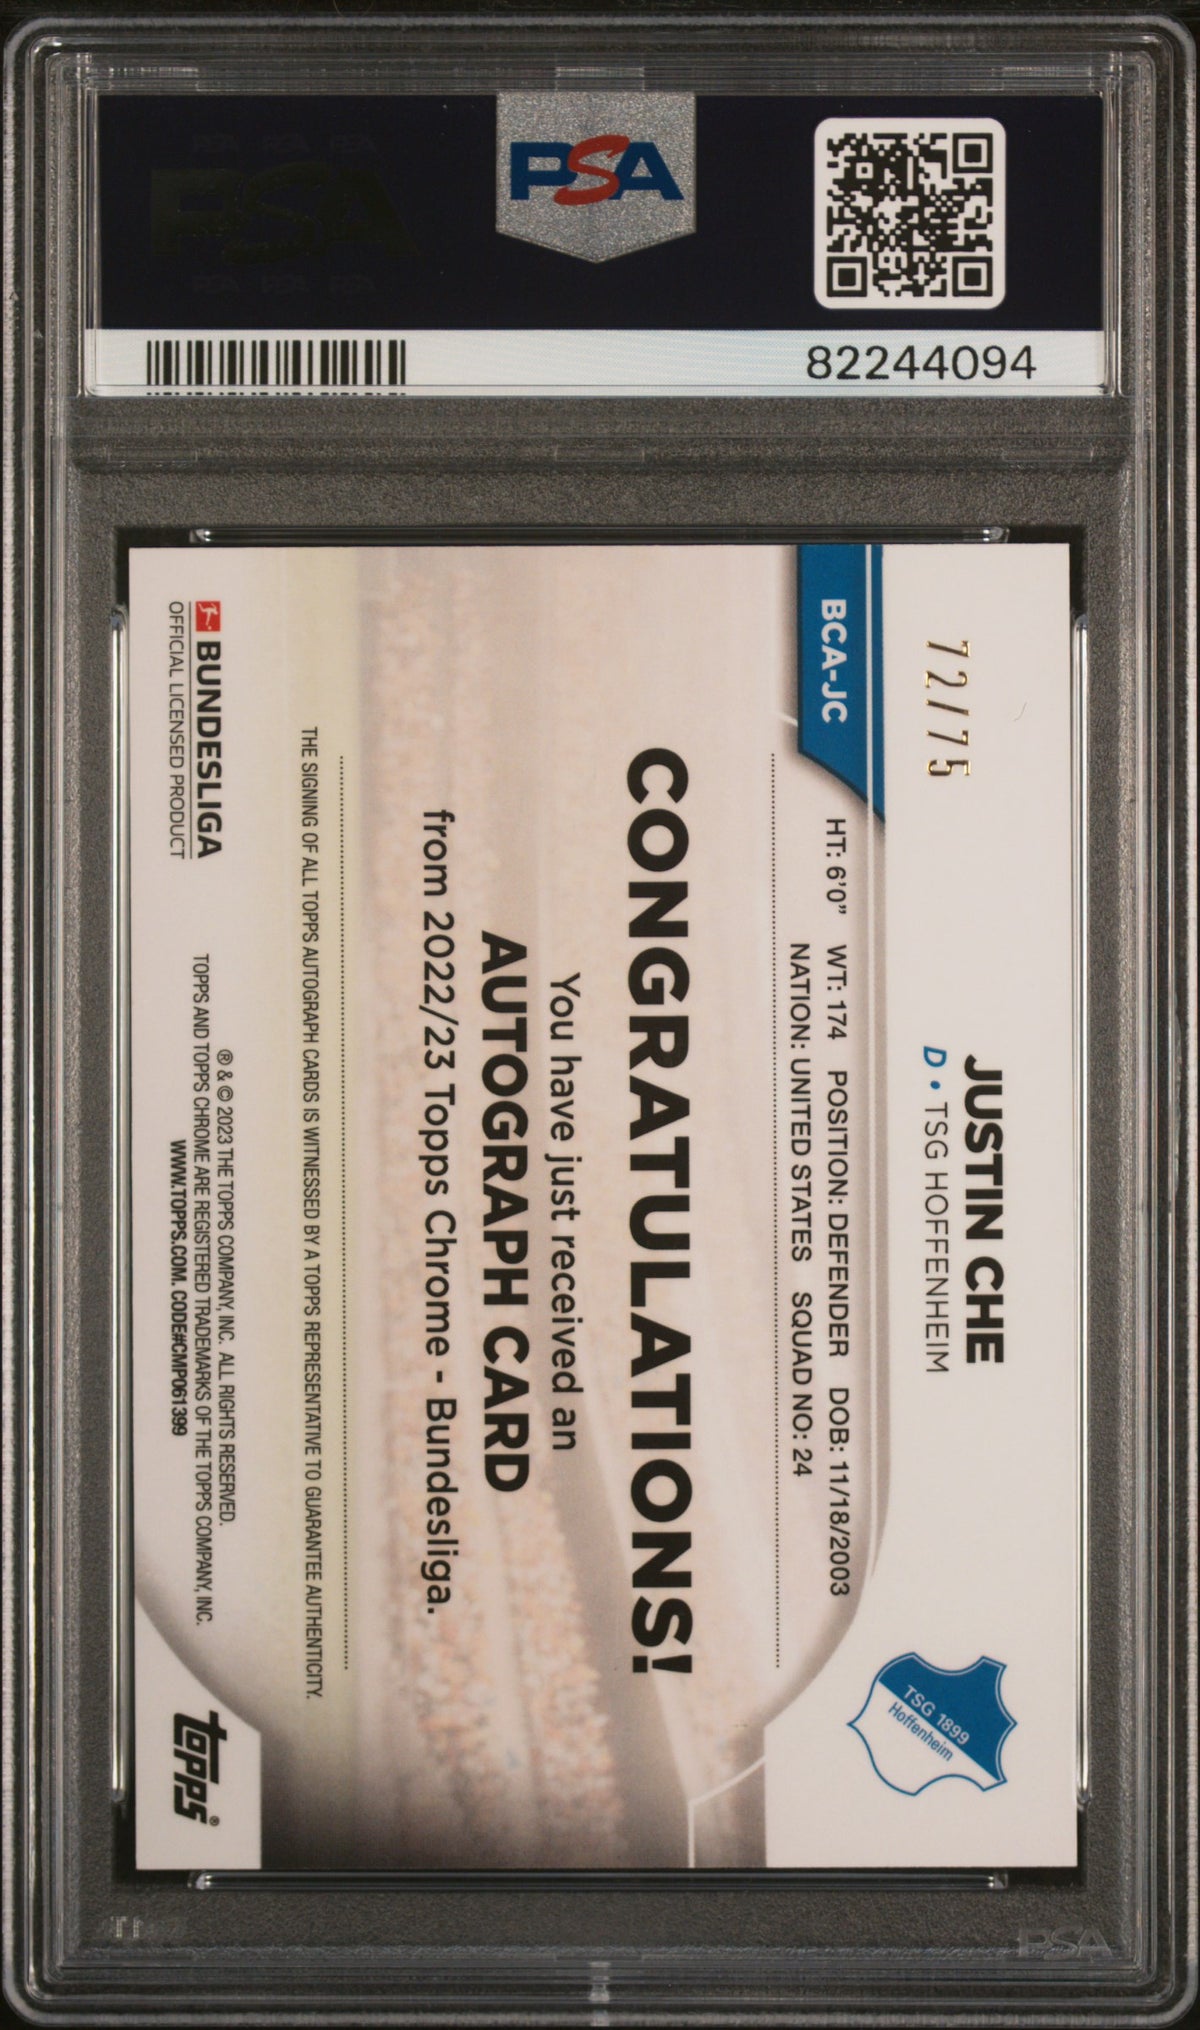 PSA
82244094
72/75
JUSTIN CHE
D • TSG HOFFENHEIM
BCA-JC
HT: 6'0" WT: 174 POSITION: DEFENDER DOB: 11/18/2003
NATION: UNITED STATES SQUAD NO: 24
TSG 1899
Hoffenheim
CONGRATULATIONS!
You have just received an
AUTOGRAPH CARD
from 2022/23 Topps Chrome - Bundesliga.
THE SIGNING OF ALL TOPPS AUTOGRAPH CARDS IS WITNESSED BY A TOPPS REPRESENTATIVE TO GUARANTEE AUTHENTICITY.
BUNDESLIGA
OFFICIAL LICENSED PRODUCT
® & © 2023 THE TOPPS COMPANY, INC. ALL RIGHTS RESERVED.
TOPPS AND TOPPS CHROME ARE REGISTERED TRADEMARKS OF THE TOPPS COMPANY, INC.
WWW.TOPPS.COM. CODE#CMP061399
topps®
PSA